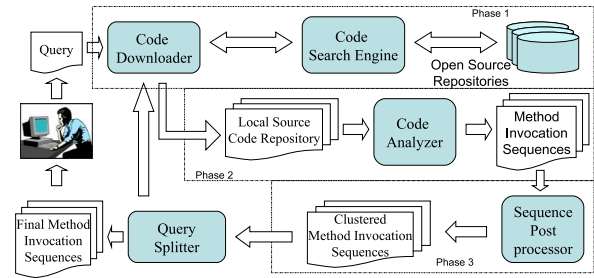 Phase 1
Query
Code
Downloader
Code
Search Engine
Open Source
Repositories
Local Source
Code Repository
Code
Analyzer
Method
Invocation
Sequences
Phase 2
Final Method
Invocation
Sequences
Query
Splitter
Clustered
Method Invocation
Sequences
Sequence
Post
processor
Phase 3